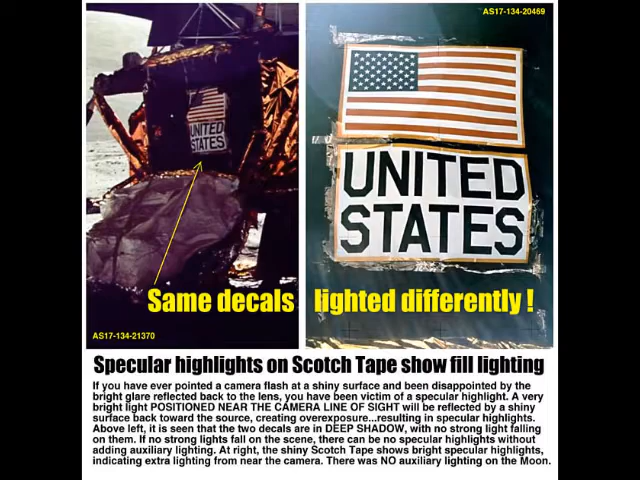 AS17-134-20469
UNITED
STATES
UNITED
STATES
Same decals lighted differently !
AS17-134-21370
Specular highlights on Scotch Tape show fill lighting
If you have ever pointed a camera flash at a shiny surface and been disappointed by the
bright glare reflected back to the lens, you have been victim of a specular highlight. A very
bright light POSITIONED NEAR THE CAMERA LINE OF SIGHT will be reflected by a shiny
surface back toward the source, creating overexposure...resulting in specular highlights.
Above left, it is seen that the two decals are in DEEP SHADOW, with no strong light falling
on them. If no strong lights fall on the scene, there can be no specular highlights without
adding auxiliary lighting. At right, the shiny Scotch Tape shows bright specular highlights,
indicating extra lighting from near the camera. There was NO auxiliary lighting on the Moon.